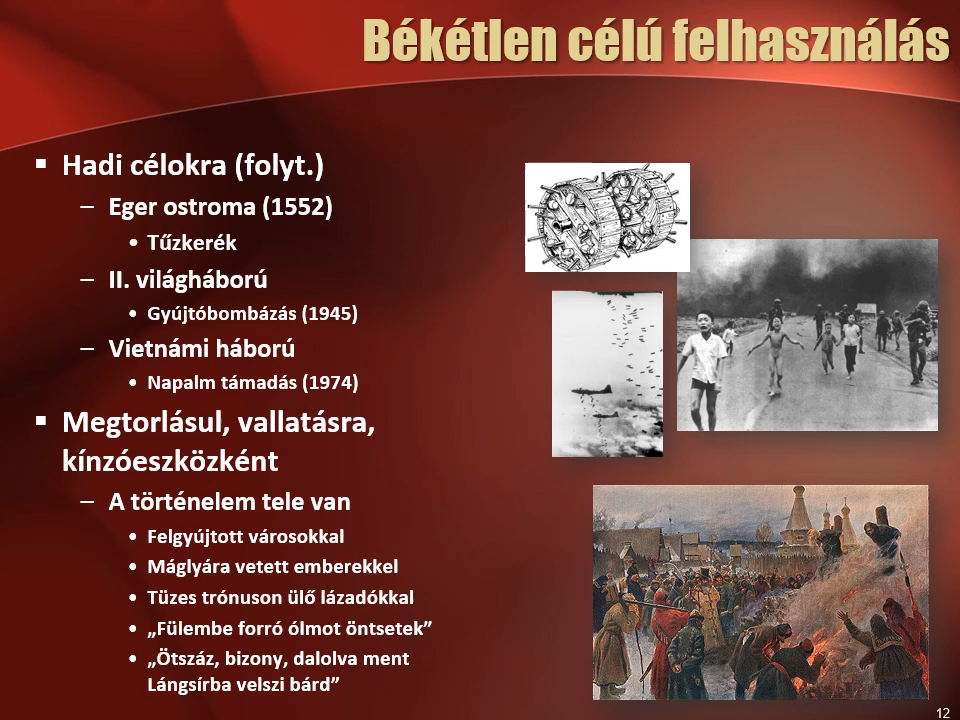 Békétlen célú felhasználás
▪ Hadi célokra (folyt.)
– Eger ostroma (1552)
• Tűzkerék
– II. világháború
• Gyújtóbombázás (1945)
– Vietnámi háború
• Napalm támadás (1974)
▪ Megtorlásul, vallatásra,
kínzóeszközként
– A történelem tele van
• Felgyújtott városokkal
• Máglyára vetett emberekkel
• Tüzes trónuson ülő lázadókkal
• „Fülembe forró ólmot öntsetek”
• „Ötszáz, bizony, dalolva ment
Lángsírba velszi bárd”
12